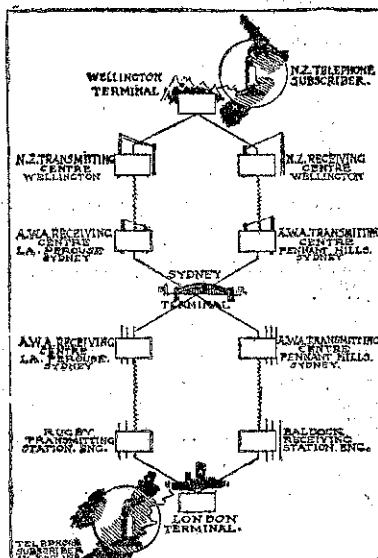 WELLINGTON
TERMINAL
N.Z. TELEPHONE
SUBSCRIBER.
N.Z. TRANSMITTING
CENTRE
WELLINGTON
N.Z. RECEIVING
CENTRE
WELLINGTON
A.W.A. RECEIVING
CENTRE
LA. PEROUSE.
SYDNEY
A.W.A. TRANSMITTING
CENTRE
PENNANT HILLS.
SYDNEY
SYDNEY
TERMINAL
A.W.A. RECEIVING
CENTRE
LA. PEROUSE.
SYDNEY
A.W.A. TRANSMITTING
CENTRE
PENNANT HILLS.
SYDNEY.
RUGBY
TRANSMITTING
STATION. ENG.
BALDOCK
RECEIVING
STATION. ENG.
LONDON
TERMINAL.
TELEPHONE
SUBSCRIBER